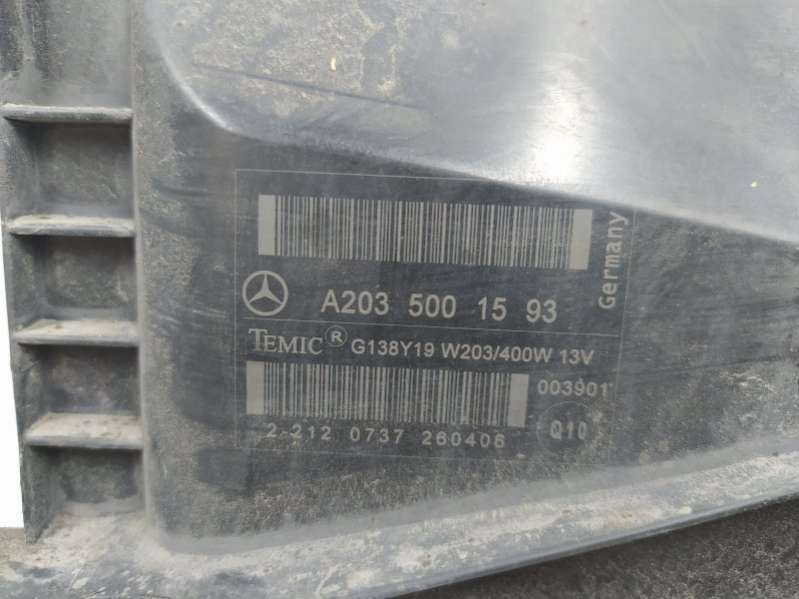 Germany
A203 500 15 93
TEMIC ® G138Y19 W203/400W 13V
003901
2-212 0737 260406
Q10